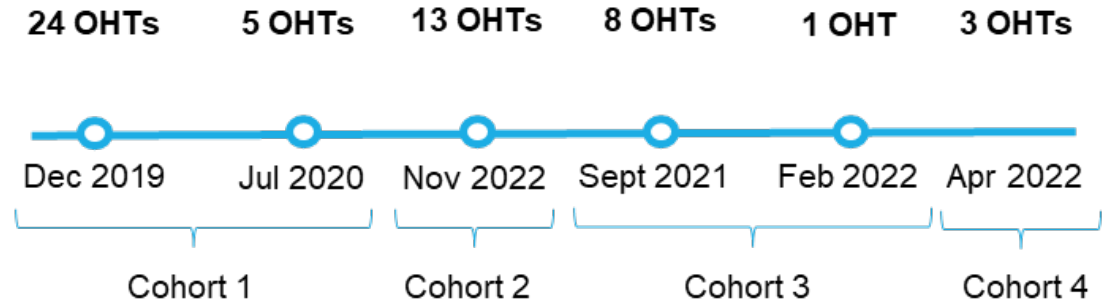 24 OHTs 5 OHTs 13 OHTs 8 OHTs 1 OHT 3 OHTs
Dec 2019 Jul 2020 Nov 2022 Sept 2021 Feb 2022 Apr 2022
Cohort 1 Cohort 2 Cohort 3 Cohort 4